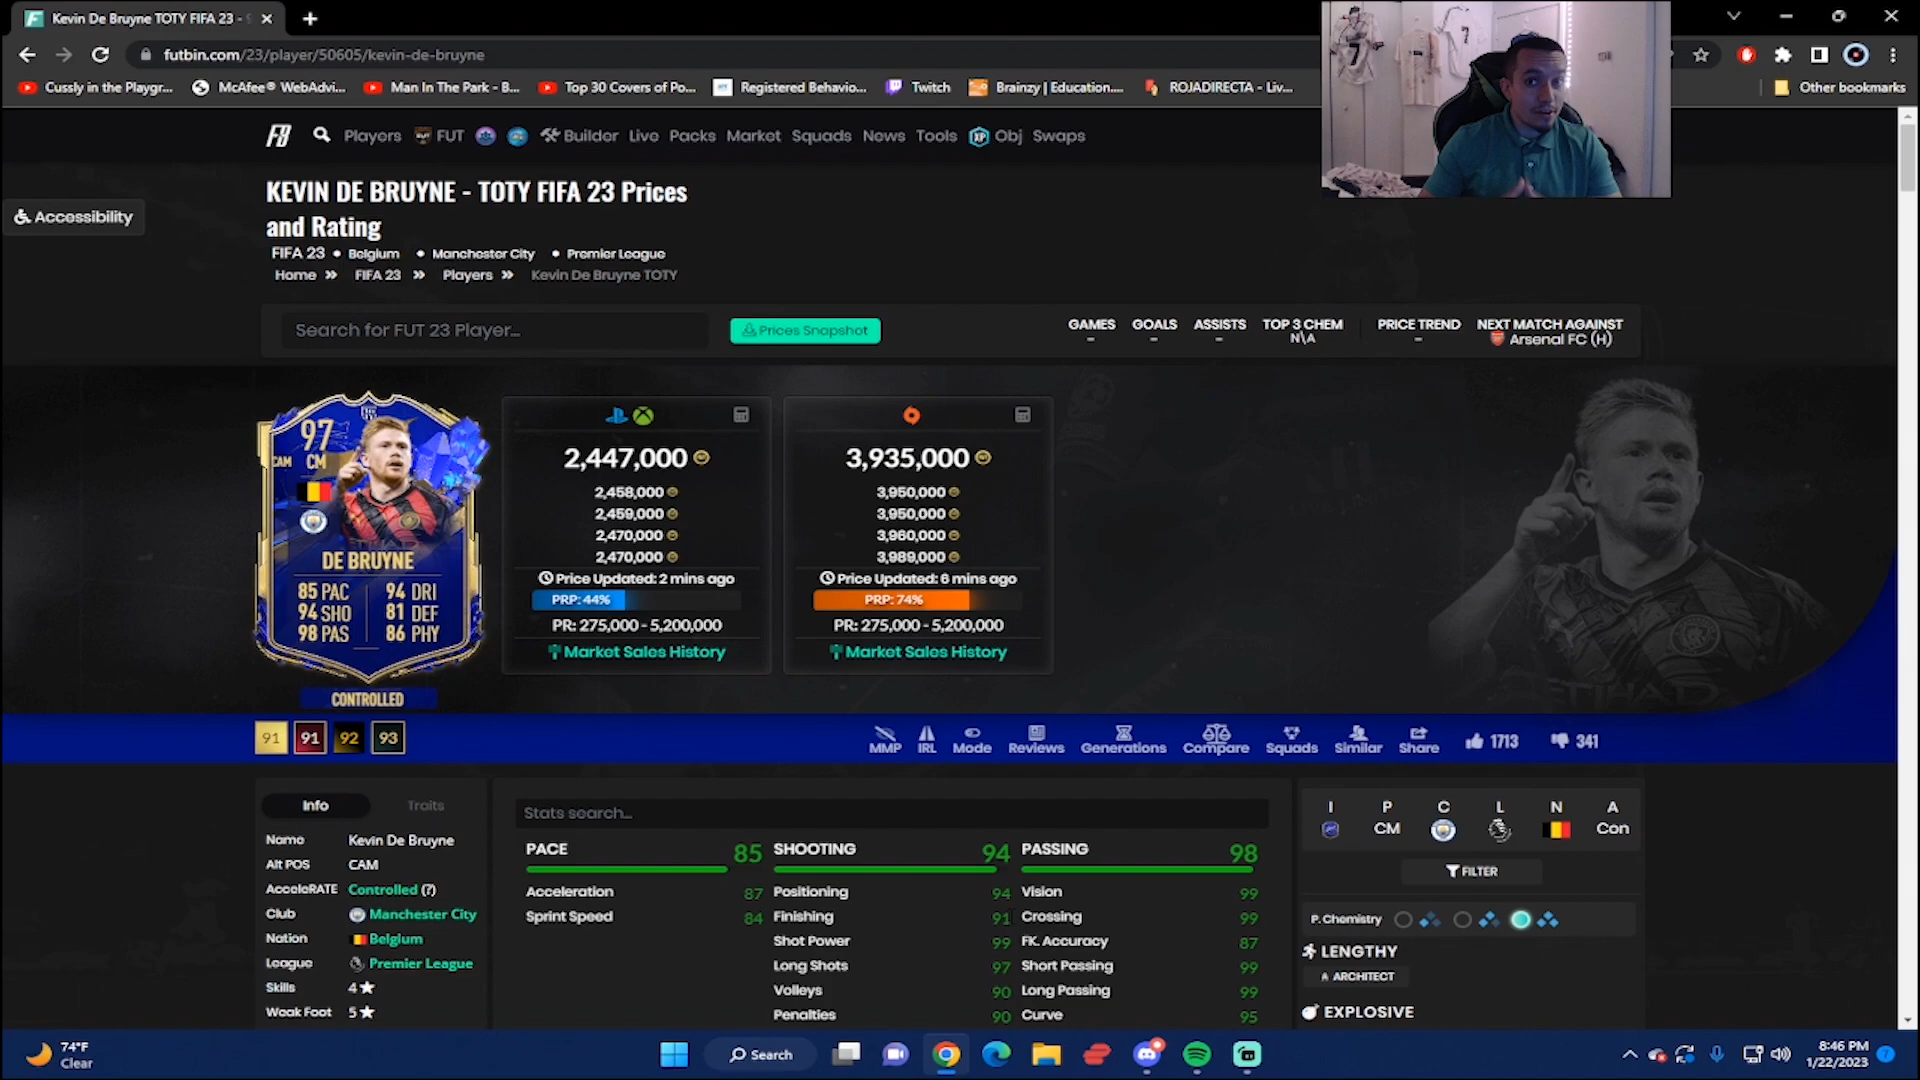 Kevin De Bruyne TOTY FIFA 23 -
futbin.com/23/player/50605/kevin-de-bruyne
Cussly in the Playgr...
McAfee® WebAdvi...
Man In The Park - B...
Top 30 Covers of Po...
Registered Behavio...
Twitch
Brainzy | Education....
ROJADIRECTA - Liv...
Other bookmarks
Players
FUT
Builder
Live
Packs
Market
Squads
News
Tools
XP
Obj
Swaps
Accessibility
KEVIN DE BRUYNE - TOTY FIFA 23 Prices
and Rating
FIFA 23 • Belgium • Manchester City • Premier League
Home » FIFA 23 » Players » Kevin De Bruyne TOTY
Search for FUT 23 Player...
Prices Snapshot
GAMES
-
GOALS
-
ASSISTS
-
TOP 3 CHEM
N\A
PRICE TREND
-
NEXT MATCH AGAINST
Arsenal FC (H)
97
CAM CM
DE BRUYNE
85 PAC 94 DRI
94 SHO 81 DEF
98 PAS 86 PHY
CONTROLLED
2,447,000
2,458,000
2,459,000
2,470,000
2,470,000
Price Updated: 2 mins ago
PRP: 44%
PR: 275,000 - 5,200,000
Market Sales History
3,935,000
3,950,000
3,950,000
3,960,000
3,989,000
Price Updated: 6 mins ago
PRP: 74%
PR: 275,000 - 5,200,000
Market Sales History
91 91 92 93
MMP
IRL
Mode
Reviews
Generations
Compare
Squads
Similar
Share
1713
341
Info Traits
Name Kevin De Bruyne
Alt POS CAM
AcceleRATE Controlled (?)
Club Manchester City
Nation Belgium
League Premier League
Skills 4★
Weak Foot 5★
Stats search...
PACE 85
Acceleration 87
Sprint Speed 84
SHOOTING 94
Positioning 94
Finishing 91
Shot Power 99
Long Shots 97
Volleys 90
Penalties 90
PASSING 98
Vision 99
Crossing 99
FK. Accuracy 87
Short Passing 99
Long Passing 99
Curve 95
I P C L N A
CM Con
FILTER
P. Chemistry
LENGTHY
ARCHITECT
EXPLOSIVE
74°F
Clear
Search
8:46 PM
1/22/2023
7